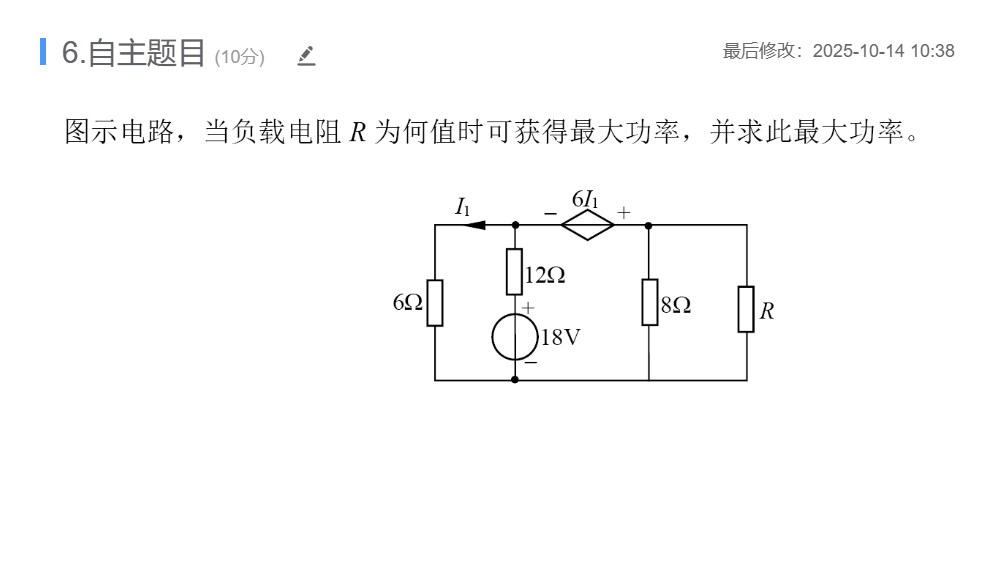 6.自主题目 (10分)
最后修改：2025-10-14 10:38
图示电路，当负载电阻 R 为何值时可获得最大功率，并求此最大功率。
I₁ − 6I₁ +
12Ω
6Ω + 8Ω R
18V
−